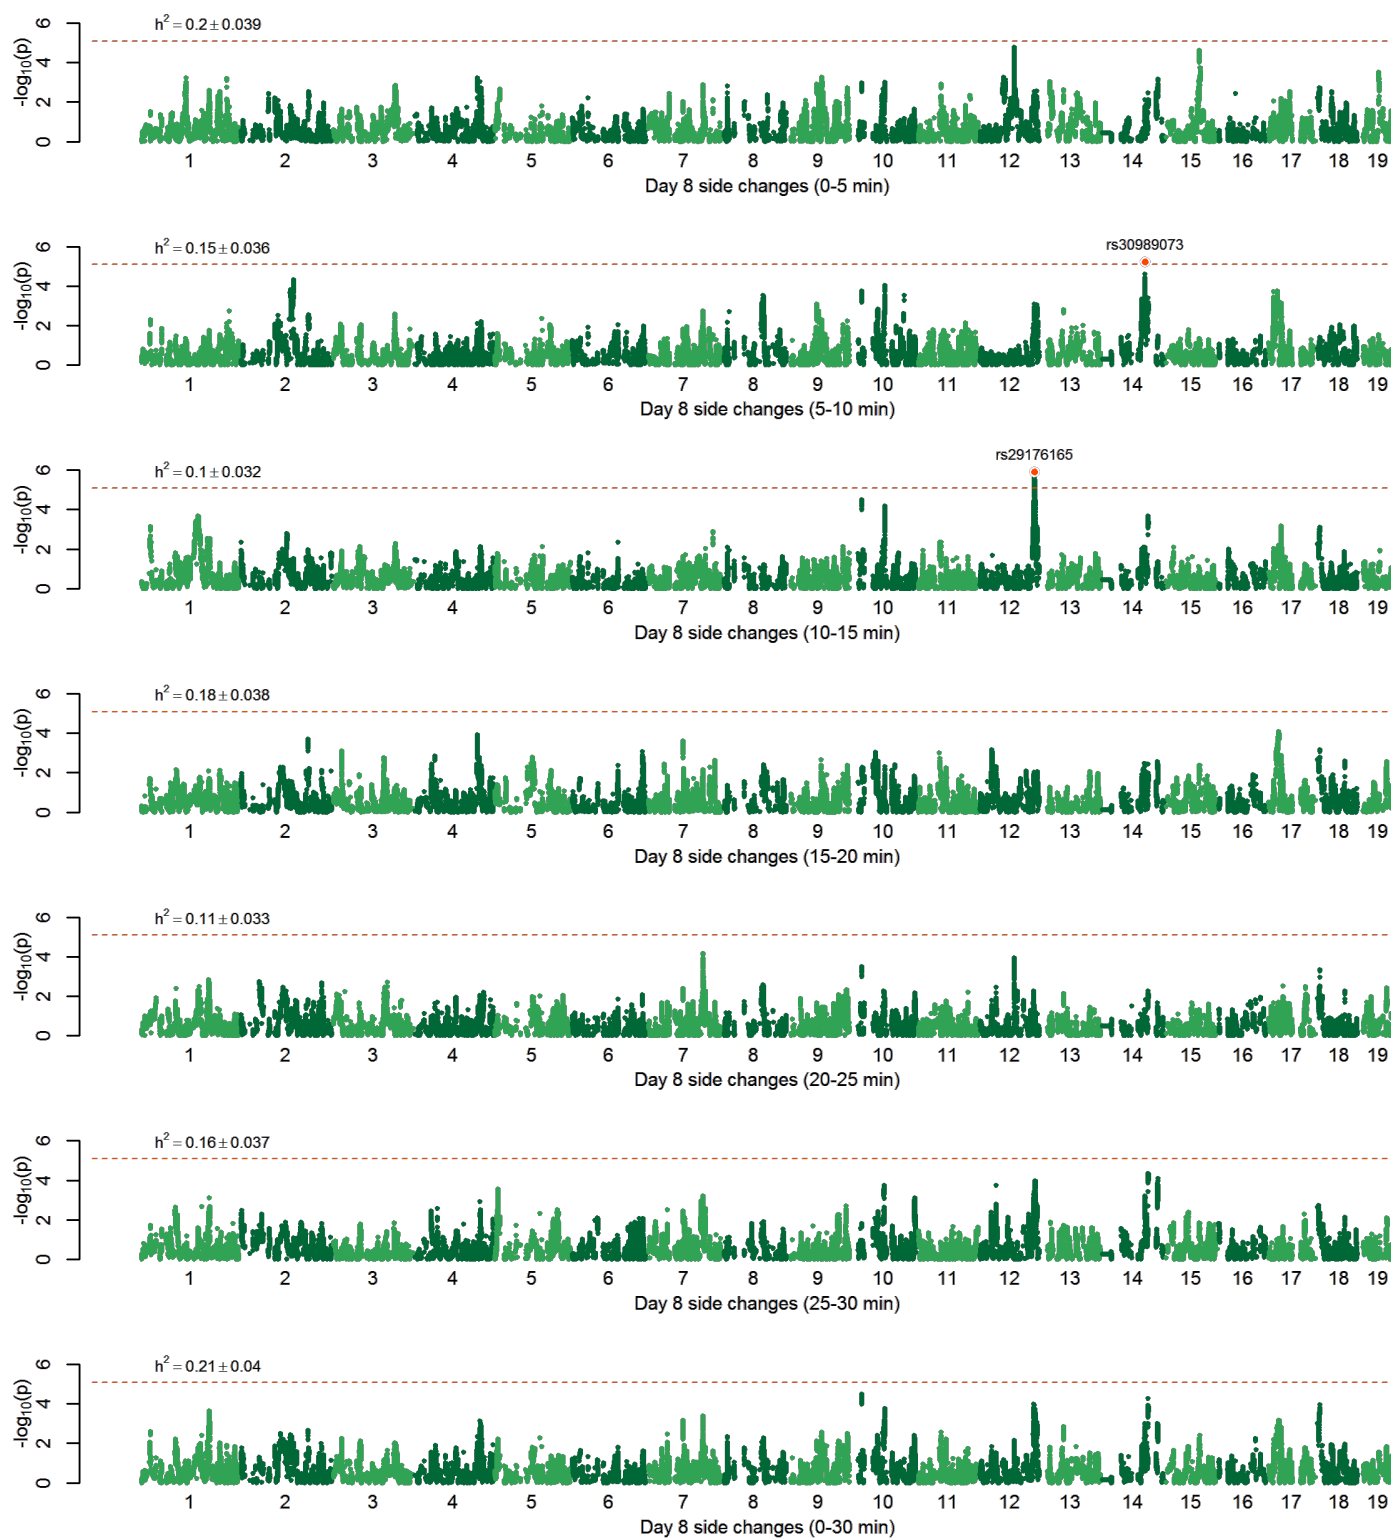 6
4
2
0
-log10(p)
h2 = 0.2 ± 0.039
1 2 3 4 5 6 7 8 9 10 11 12 13 14 15 16 17 18 19
Day 8 side changes (0-5 min)
6
4
2
0
-log10(p)
h2 = 0.15 ± 0.036
rs30989073
1 2 3 4 5 6 7 8 9 10 11 12 13 14 15 16 17 18 19
Day 8 side changes (5-10 min)
6
4
2
0
-log10(p)
h2 = 0.1 ± 0.032
rs29176165
1 2 3 4 5 6 7 8 9 10 11 12 13 14 15 16 17 18 19
Day 8 side changes (10-15 min)
6
4
2
0
-log10(p)
h2 = 0.18 ± 0.038
1 2 3 4 5 6 7 8 9 10 11 12 13 14 15 16 17 18 19
Day 8 side changes (15-20 min)
6
4
2
0
-log10(p)
h2 = 0.11 ± 0.033
1 2 3 4 5 6 7 8 9 10 11 12 13 14 15 16 17 18 19
Day 8 side changes (20-25 min)
6
4
2
0
-log10(p)
h2 = 0.16 ± 0.037
1 2 3 4 5 6 7 8 9 10 11 12 13 14 15 16 17 18 19
Day 8 side changes (25-30 min)
6
4
2
0
-log10(p)
h2 = 0.21 ± 0.04
1 2 3 4 5 6 7 8 9 10 11 12 13 14 15 16 17 18 19
Day 8 side changes (0-30 min)